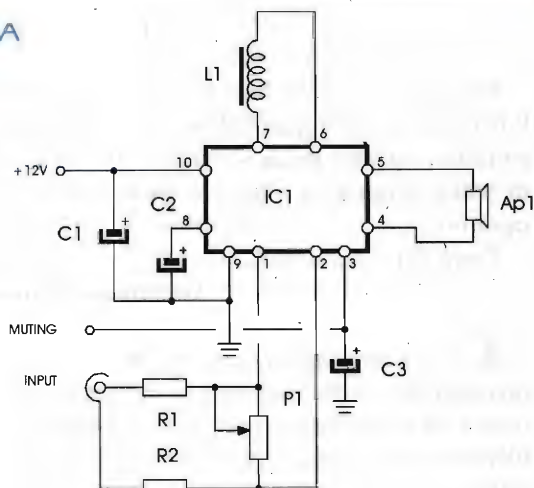 A
L1
7 6
+12V 10 5
IC1
C2
C1 8 4 Ap1
9 1 2 3
MUTING
C3
INPUT
P1
R1
R2
+
+
+